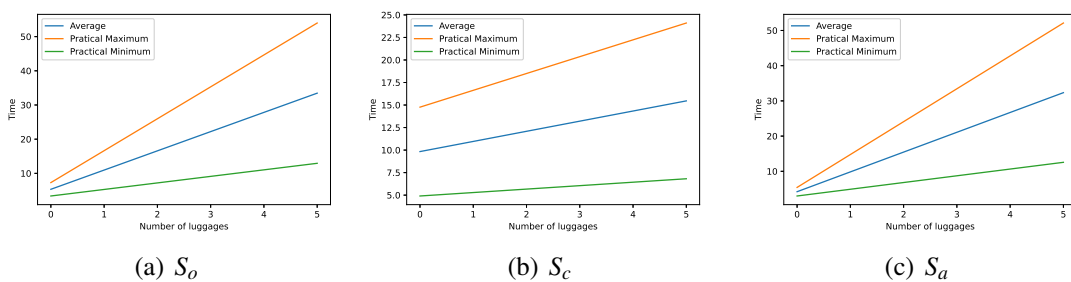 Average
Pratical Maximum
Practical Minimum
50
40
30
20
10
Time
0 1 2 3 4 5
Number of luggages
(a) S_o
25.0
22.5
20.0
17.5
15.0
12.5
10.0
7.5
5.0
Time
Average
Pratical Maximum
Practical Minimum
0 1 2 3 4 5
Number of luggages
(b) S_c
50
40
30
20
10
Time
Average
Pratical Maximum
Practical Minimum
0 1 2 3 4 5
Number of luggages
(c) S_a